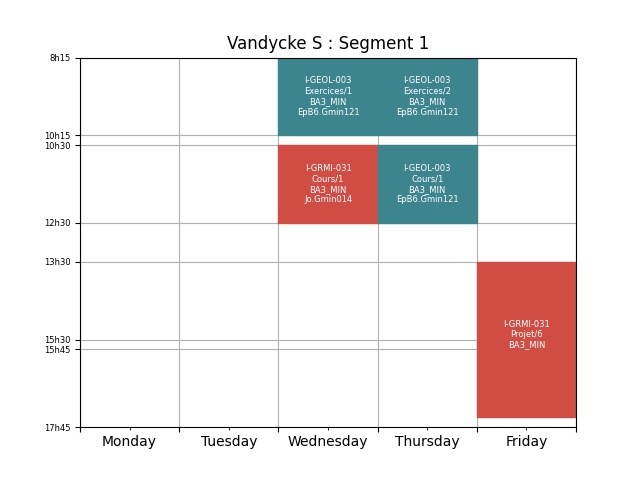 Vandycke S : Segment 1
8h15
10h15
10h30
12h30
13h30
15h30
15h45
17h45
I-GEOL-003
Exercices/1
BA3_MIN
EpB6.Gmin121
I-GEOL-003
Exercices/2
BA3_MIN
EpB6.Gmin121
I-GRMI-031
Cours/1
BA3_MIN
Jo.Gmin014
I-GEOL-003
Cours/1
BA3_MIN
EpB6.Gmin121
I-GRMI-031
Projet/6
BA3_MIN
Monday Tuesday Wednesday Thursday Friday